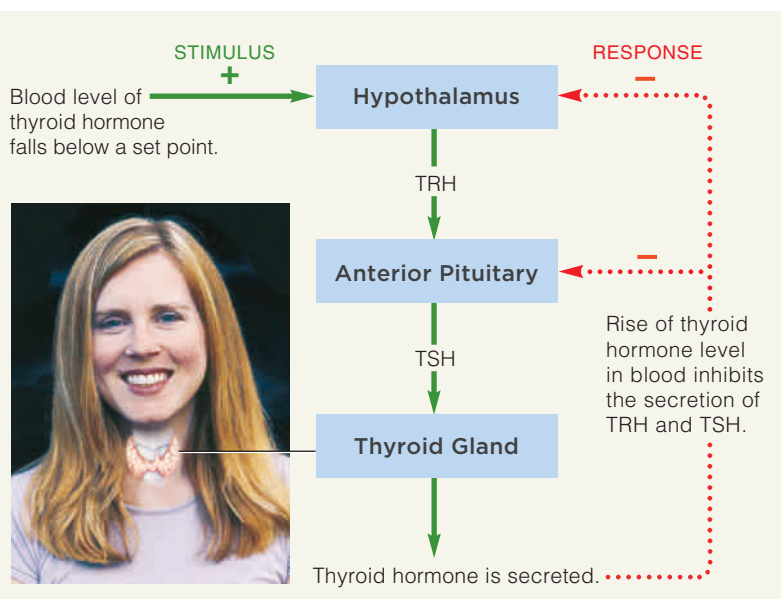 STIMULUS
+
Blood level of
thyroid hormone
falls below a set point.
Hypothalamus
RESPONSE
–
TRH
Anterior Pituitary
–
TSH
Rise of thyroid
hormone level
in blood inhibits
the secretion of
TRH and TSH.
Thyroid Gland
Thyroid hormone is secreted.